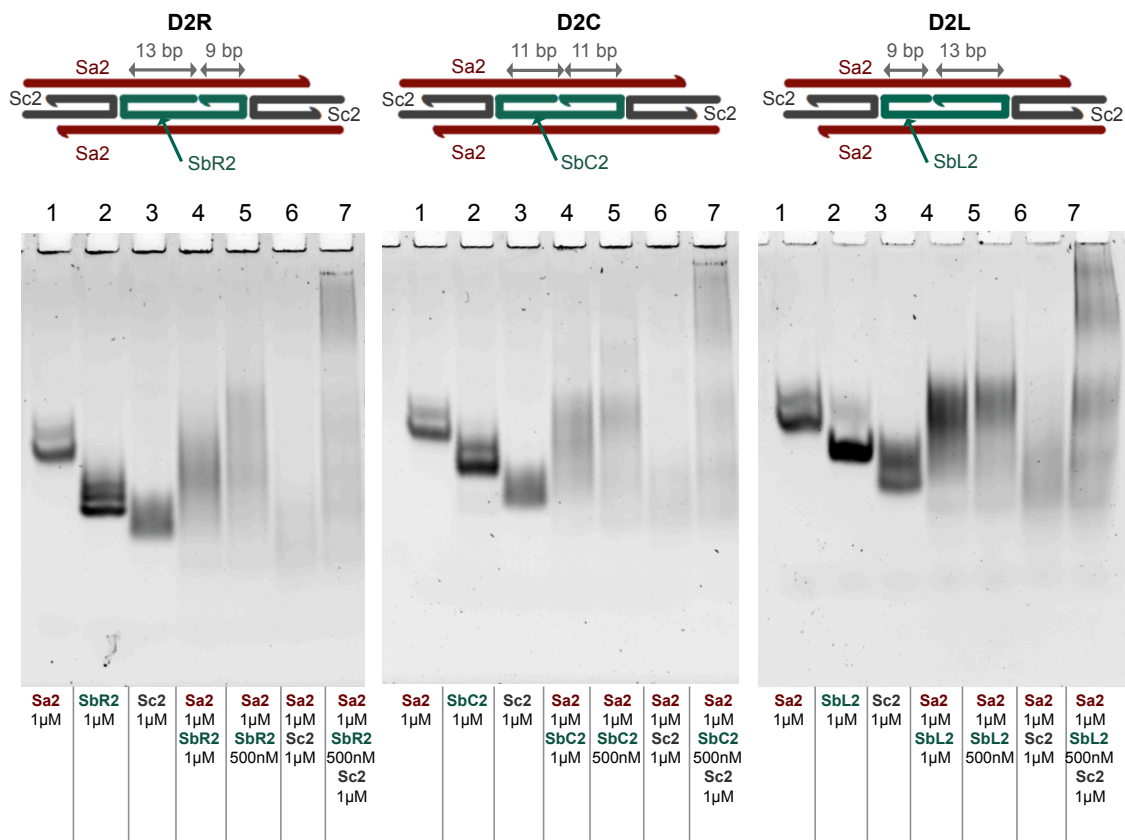 D2R D2C D2L
13 bp 9 bp 11 bp 11 bp 9 bp 13 bp
Sa2 Sa2 Sa2
Sc2 Sc2 Sc2
Sc2 Sc2 Sc2
Sa2 Sa2 Sa2
SbR2 SbC2 SbL2
1 2 3 4 5 6 7 1 2 3 4 5 6 7 1 2 3 4 5 6 7
Sa2 SbR2 Sc2 Sa2 Sa2 Sa2 Sa2 Sa2 SbC2 Sc2 Sa2 Sa2 Sa2 Sa2 Sa2 SbL2 Sc2 Sa2 Sa2 Sa2 Sa2
1µM 1µM 1µM 1µM 1µM 1µM 1µM 1µM 1µM 1µM 1µM 1µM 1µM 1µM 1µM 1µM 1µM 1µM 1µM 1µM 1µM
SbR2 SbR2 Sc2 SbR2 SbC2 SbC2 Sc2 SbC2 SbL2 SbL2 Sc2 SbL2
1µM 500nM 1µM 500nM 1µM 500nM 1µM 500nM 1µM 500nM 1µM 500nM
Sc2 Sc2 Sc2
1µM 1µM 1µM